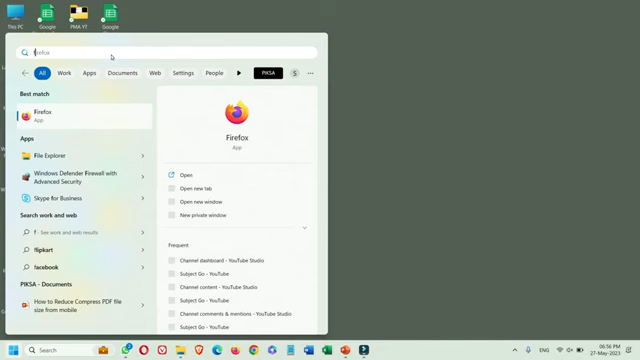 This PC
Google
PMA YT
Google
firefox
All
Work
Apps
Documents
Web
Settings
People
PIKSA
S
Best match
Firefox
App
Apps
File Explorer
Windows Defender Firewall with
Advanced Security
Skype for Business
Search work and web
f - See work and web results
flipkart
facebook
PIKSA - Documents
How to Reduce Compress PDF file
size from mobile
Firefox
App
Open
Open new tab
Open new window
New private window
Frequent
Channel dashboard - YouTube Studio
Subject Go - YouTube
Channel content - YouTube Studio
Subject Go - YouTube
Channel comments & mentions - YouTube Studio
Subject Go - YouTube
Search
ENG
06:56 PM
27-May-2023